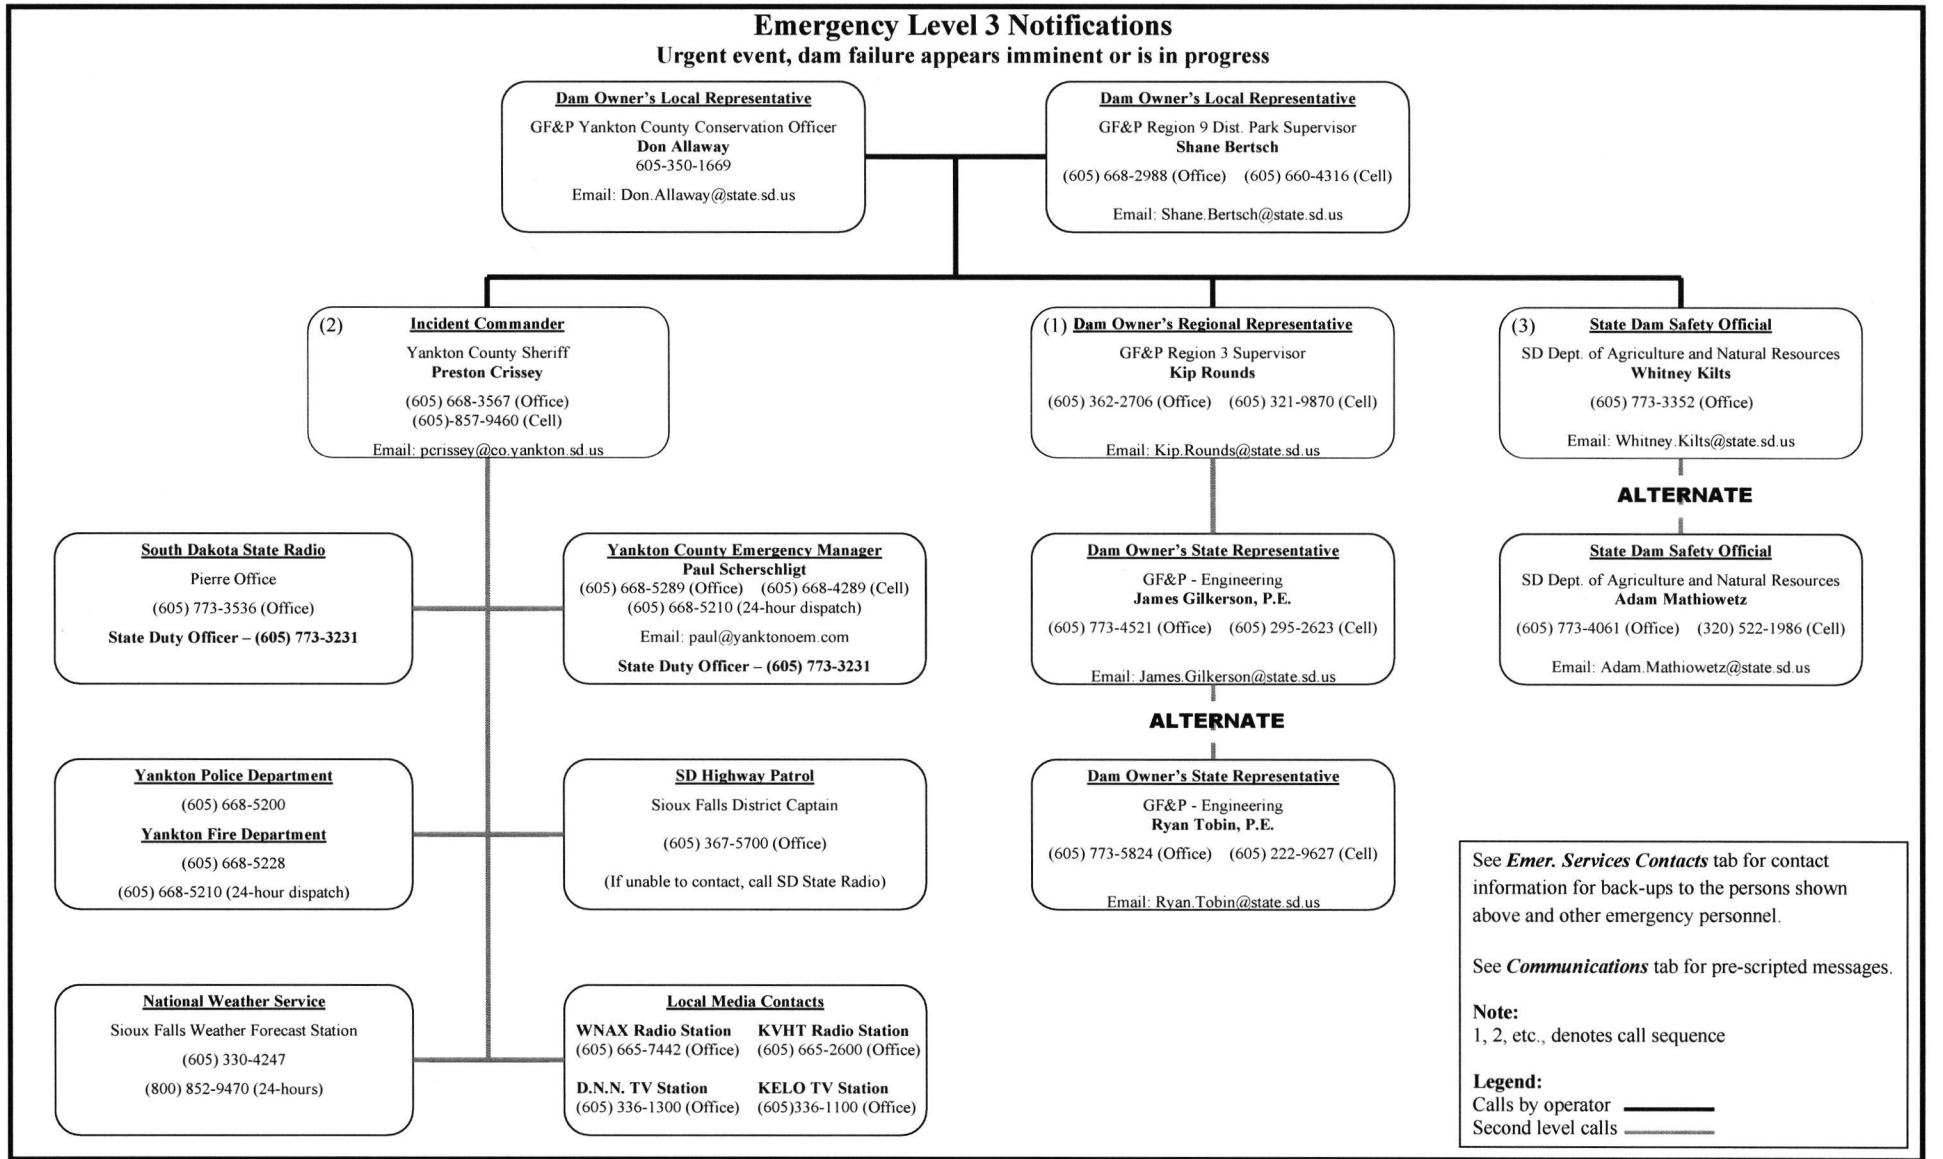 Emergency Level 3 Notifications
Urgent event, dam failure appears imminent or is in progress
Dam Owner's Local Representative
GF&P Yankton County Conservation Officer
Don Allaway
605-350-1669
Email: Don.Allaway@state.sd.us
Dam Owner's Local Representative
GF&P Region 9 Dist. Park Supervisor
Shane Bertsch
(605) 668-2988 (Office) (605) 660-4316 (Cell)
Email: Shane.Bertsch@state.sd.us
(2) Incident Commander
Yankton County Sheriff
Preston Crissey
(605) 668-3567 (Office)
(605)-857-9460 (Cell)
Email: pcrissey@co.yankton.sd.us
(1) Dam Owner's Regional Representative
GF&P Region 3 Supervisor
Kip Rounds
(605) 362-2706 (Office) (605) 321-9870 (Cell)
Email: Kip.Rounds@state.sd.us
(3) State Dam Safety Official
SD Dept. of Agriculture and Natural Resources
Whitney Kilts
(605) 773-3352 (Office)
Email: Whitney.Kilts@state.sd.us
ALTERNATE
South Dakota State Radio
Pierre Office
(605) 773-3536 (Office)
State Duty Officer – (605) 773-3231
Yankton County Emergency Manager
Paul Scherschligt
(605) 668-5289 (Office) (605) 668-4289 (Cell)
(605) 668-5210 (24-hour dispatch)
Email: paul@yanktonoem.com
State Duty Officer – (605) 773-3231
Dam Owner's State Representative
GF&P - Engineering
James Gilkerson, P.E.
(605) 773-4521 (Office) (605) 295-2623 (Cell)
Email: James.Gilkerson@state.sd.us
State Dam Safety Official
SD Dept. of Agriculture and Natural Resources
Adam Mathiowetz
(605) 773-4061 (Office) (320) 522-1986 (Cell)
Email: Adam.Mathiowetz@state.sd.us
ALTERNATE
Yankton Police Department
(605) 668-5200
Yankton Fire Department
(605) 668-5228
(605) 668-5210 (24-hour dispatch)
SD Highway Patrol
Sioux Falls District Captain
(605) 367-5700 (Office)
(If unable to contact, call SD State Radio)
Dam Owner's State Representative
GF&P - Engineering
Ryan Tobin, P.E.
(605) 773-5824 (Office) (605) 222-9627 (Cell)
Email: Ryan.Tobin@state.sd.us
National Weather Service
Sioux Falls Weather Forecast Station
(605) 330-4247
(800) 852-9470 (24-hours)
Local Media Contacts
WNAX Radio Station KVHT Radio Station
(605) 665-7442 (Office) (605) 665-2600 (Office)
D.N.N. TV Station KELO TV Station
(605) 336-1300 (Office) (605)336-1100 (Office)
See Emer. Services Contacts tab for contact
information for back-ups to the persons shown
above and other emergency personnel.
See Communications tab for pre-scripted messages.
Note:
1, 2, etc., denotes call sequence
Legend:
Calls by operator
Second level calls